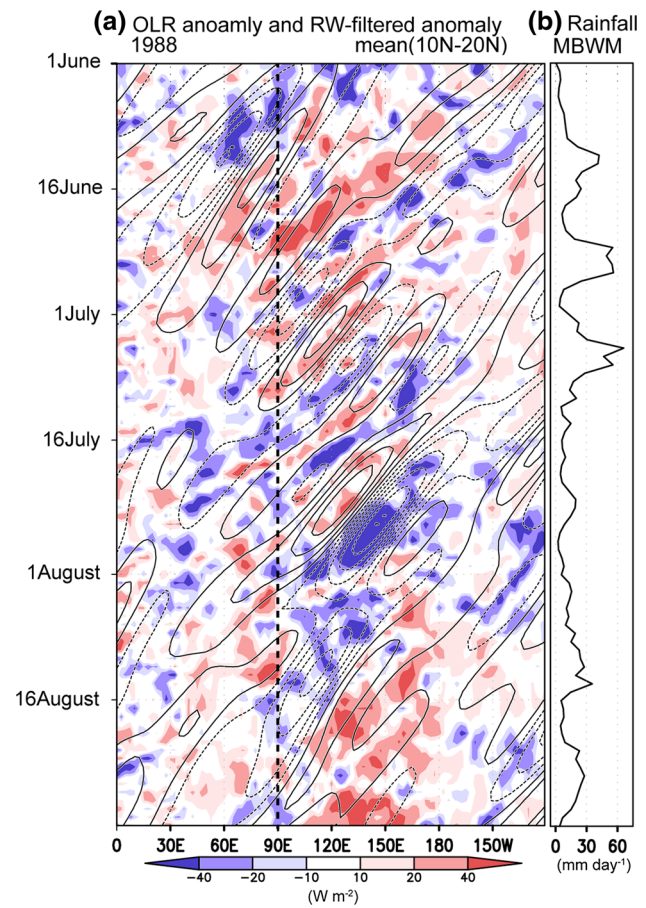 (a) OLR anoamly and RW-filtered anomaly
1988 mean(10N-20N)
(b) Rainfall
MBWM
1June
16June
1July
16July
1August
16August
0 30E 60E 90E 120E 150E 180 150W
0 30 60
(mm day-1)
−40 −20 −10 10 20 40
(W m-2)